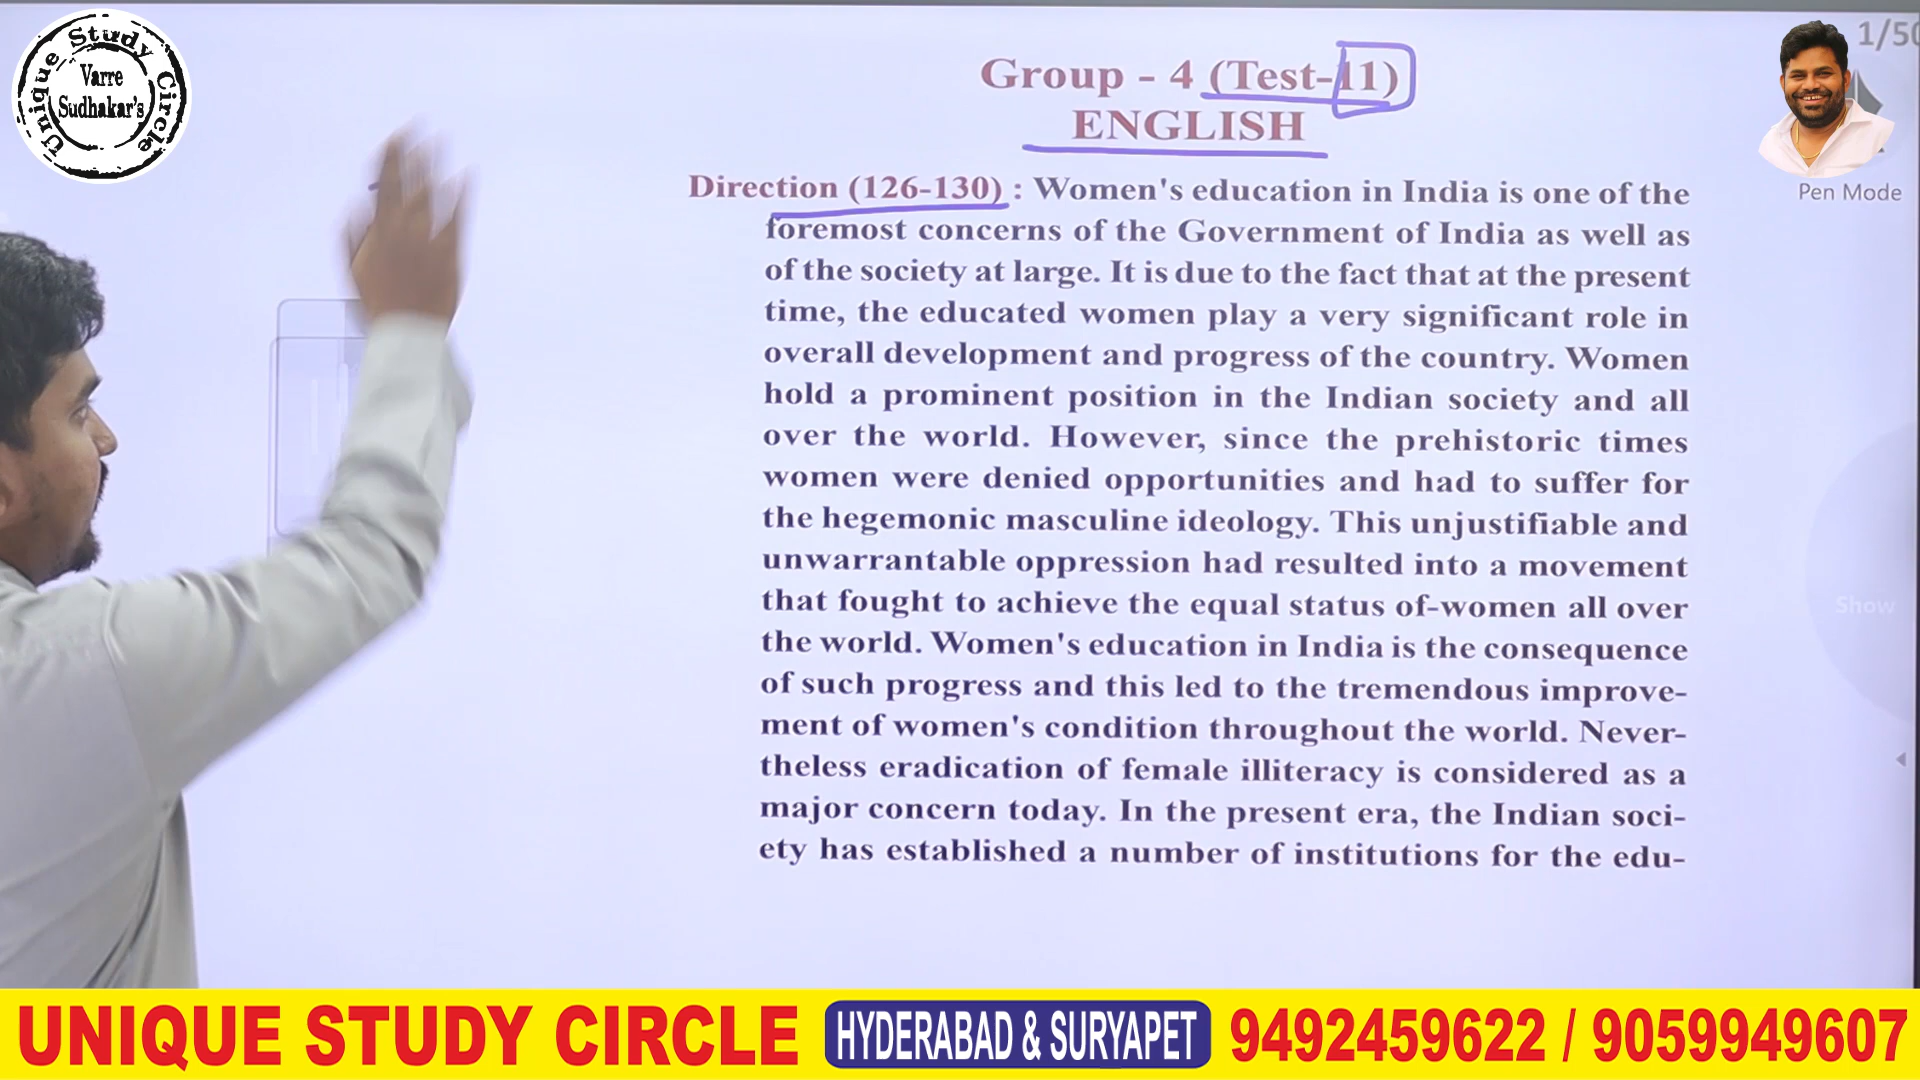 Unique Study Circle
Varre
Sudhakar's
1/50
Group - 4 (Test-11)
ENGLISH
Pen Mode
Direction (126-130) : Women's education in India is one of the
foremost concerns of the Government of India as well as
of the society at large. It is due to the fact that at the present
time, the educated women play a very significant role in
overall development and progress of the country. Women
hold a prominent position in the Indian society and all
over the world. However, since the prehistoric times
women were denied opportunities and had to suffer for
the hegemonic masculine ideology. This unjustifiable and
unwarrantable oppression had resulted into a movement
that fought to achieve the equal status of-women all over
Show
the world. Women's education in India is the consequence
of such progress and this led to the tremendous improve-
ment of women's condition throughout the world. Never-
theless eradication of female illiteracy is considered as a
major concern today. In the present era, the Indian soci-
ety has established a number of institutions for the edu-
UNIQUE STUDY CIRCLE HYDERABAD & SURYAPET 9492459622 / 9059949607